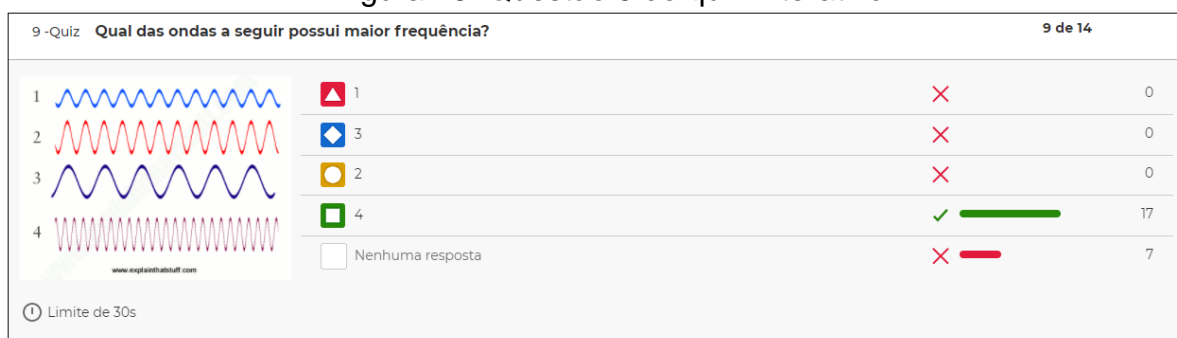 9 -Quiz Qual das ondas a seguir possui maior frequência? 9 de 14
1
2
3
4
www.explainthatstuff.com
1 0
3 0
2 0
4 17
Nenhuma resposta 7
Limite de 30s